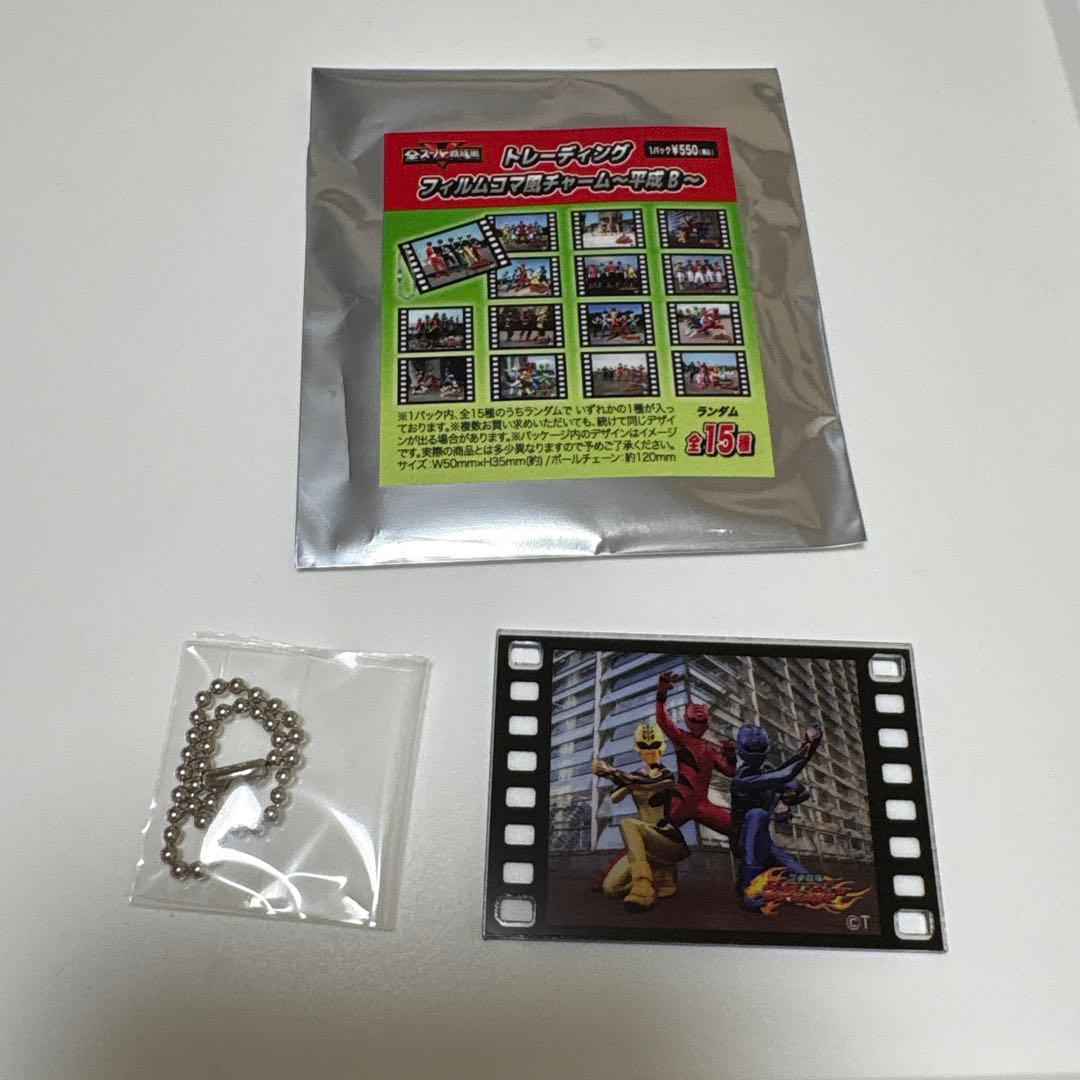 全スーパー戦隊展
トレーディング
1パック¥550(税込)
フィルムコマ風チャーム～平成B～
※1パック内、全15種のうちランダムで いずれかの1種が入っ
ております。※複数お買い求めいただいても、続けて同じデザイ
ンが出る場合があります。※パッケージ内のデザインはイメージ
です。実際の商品とは多少異なりますので予めご了承ください。
サイズ:W50mm×H35mm(約)/ボールチェーン:約120mm
ランダム
全15種
©T